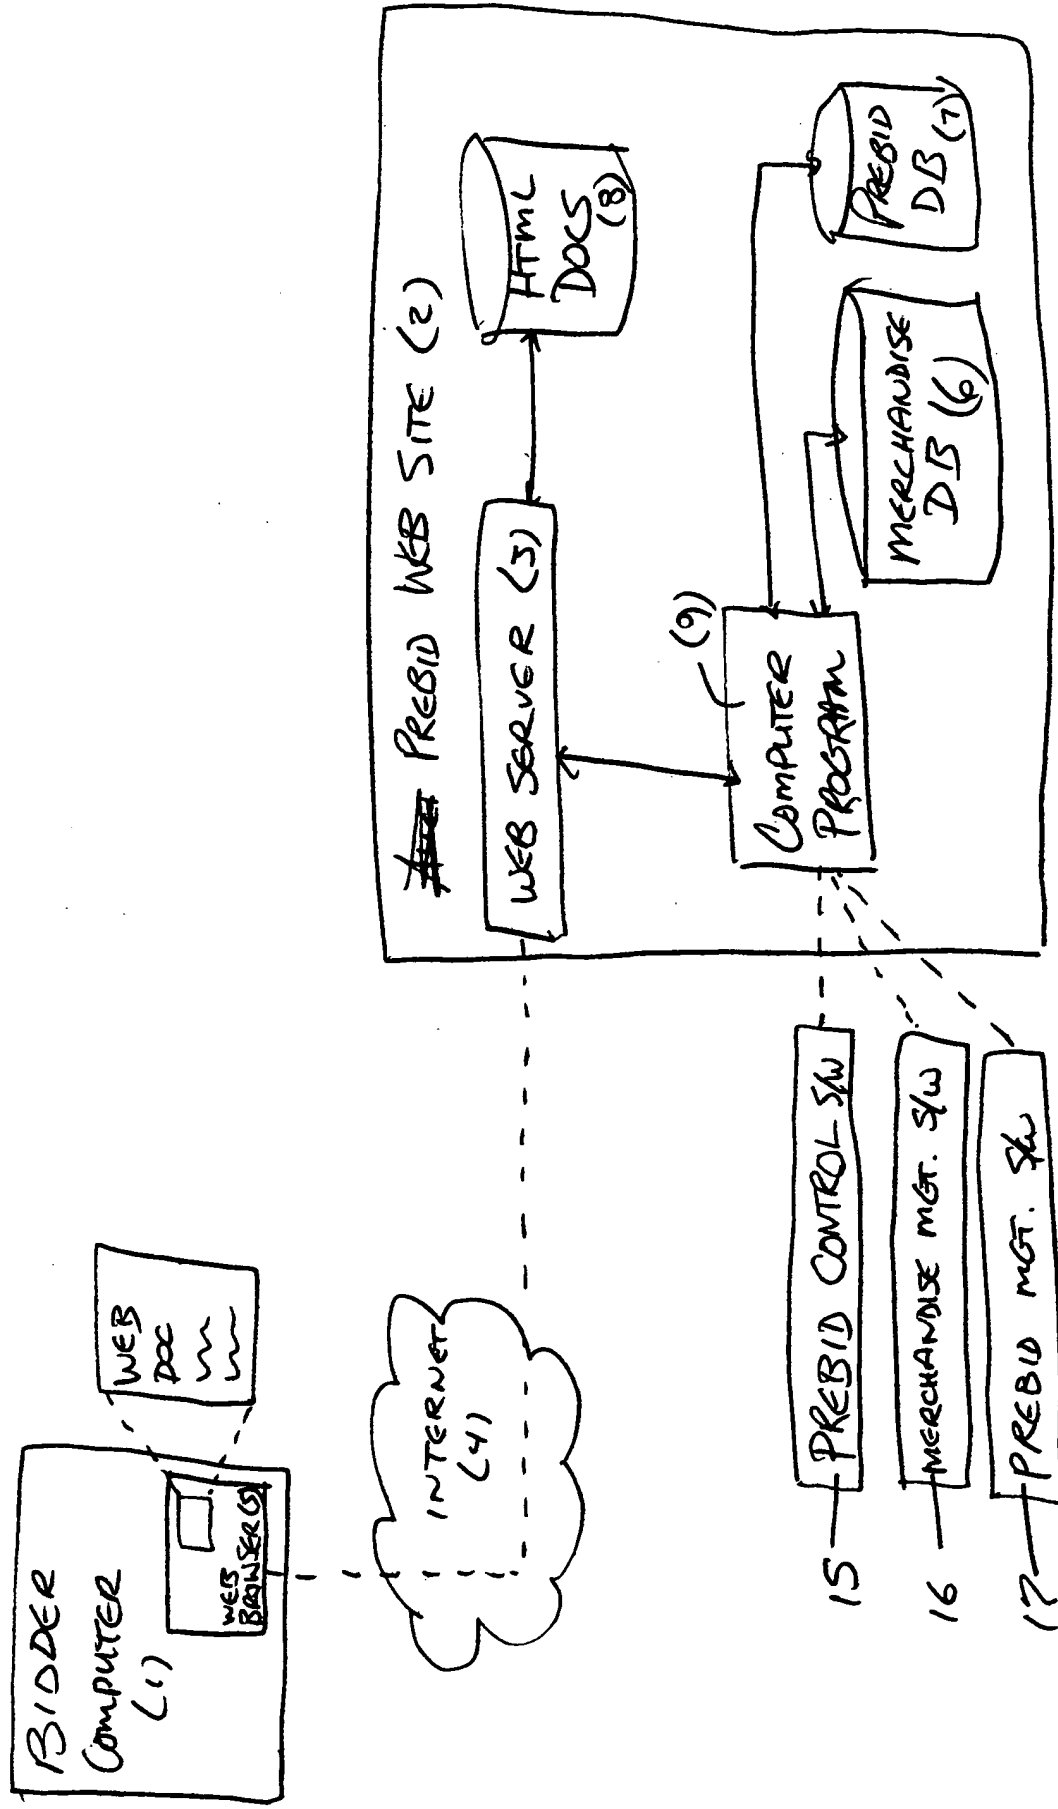 BIDDER
COMPUTER
(1)
WEB
BROWSER (5)
WEB
DOC
INTERNET
(4)
PREBID WEB SITE (2)
WEB SERVER (3)
HTML
DOCS
(8)
(9)
COMPUTER
PROGRAM
MERCHANDISE
DB (6)
PREBID
DB (7)
15
PREBID CONTROL S/W
16
MERCHANDISE MGT. S/W
17
PREBID MGT. S/W